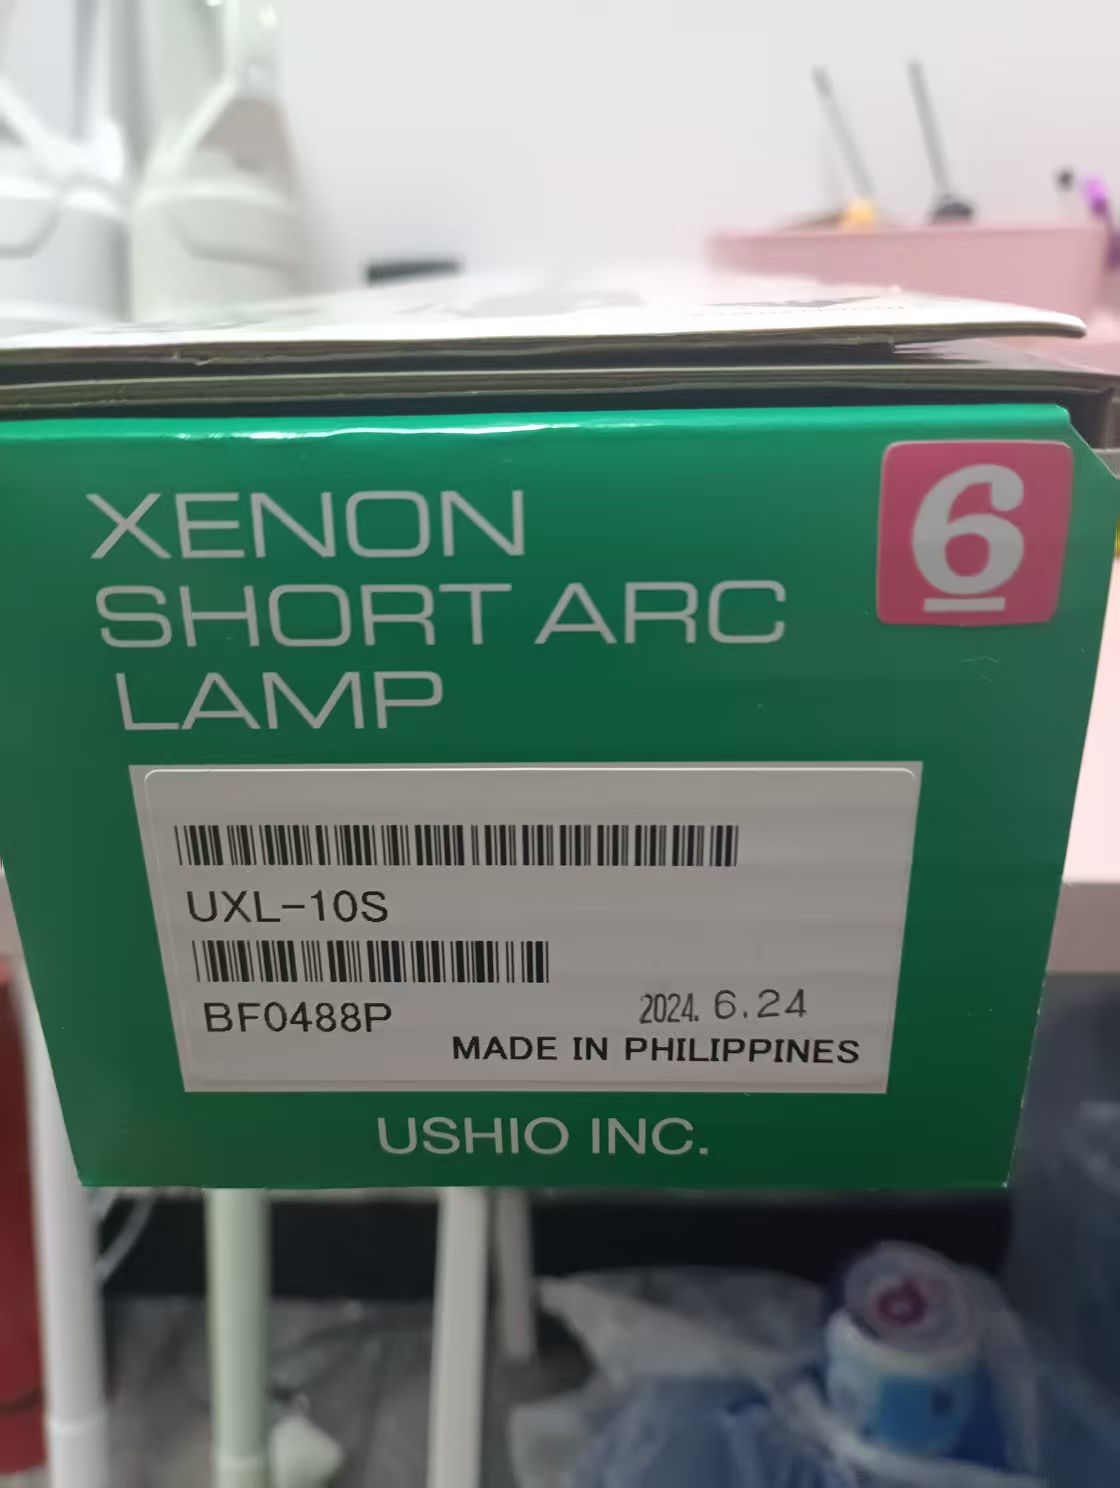 XENON
SHORT ARC
LAMP
6
UXL-10S
BF0488P
2024. 6.24
MADE IN PHILIPPINES
USHIO INC.